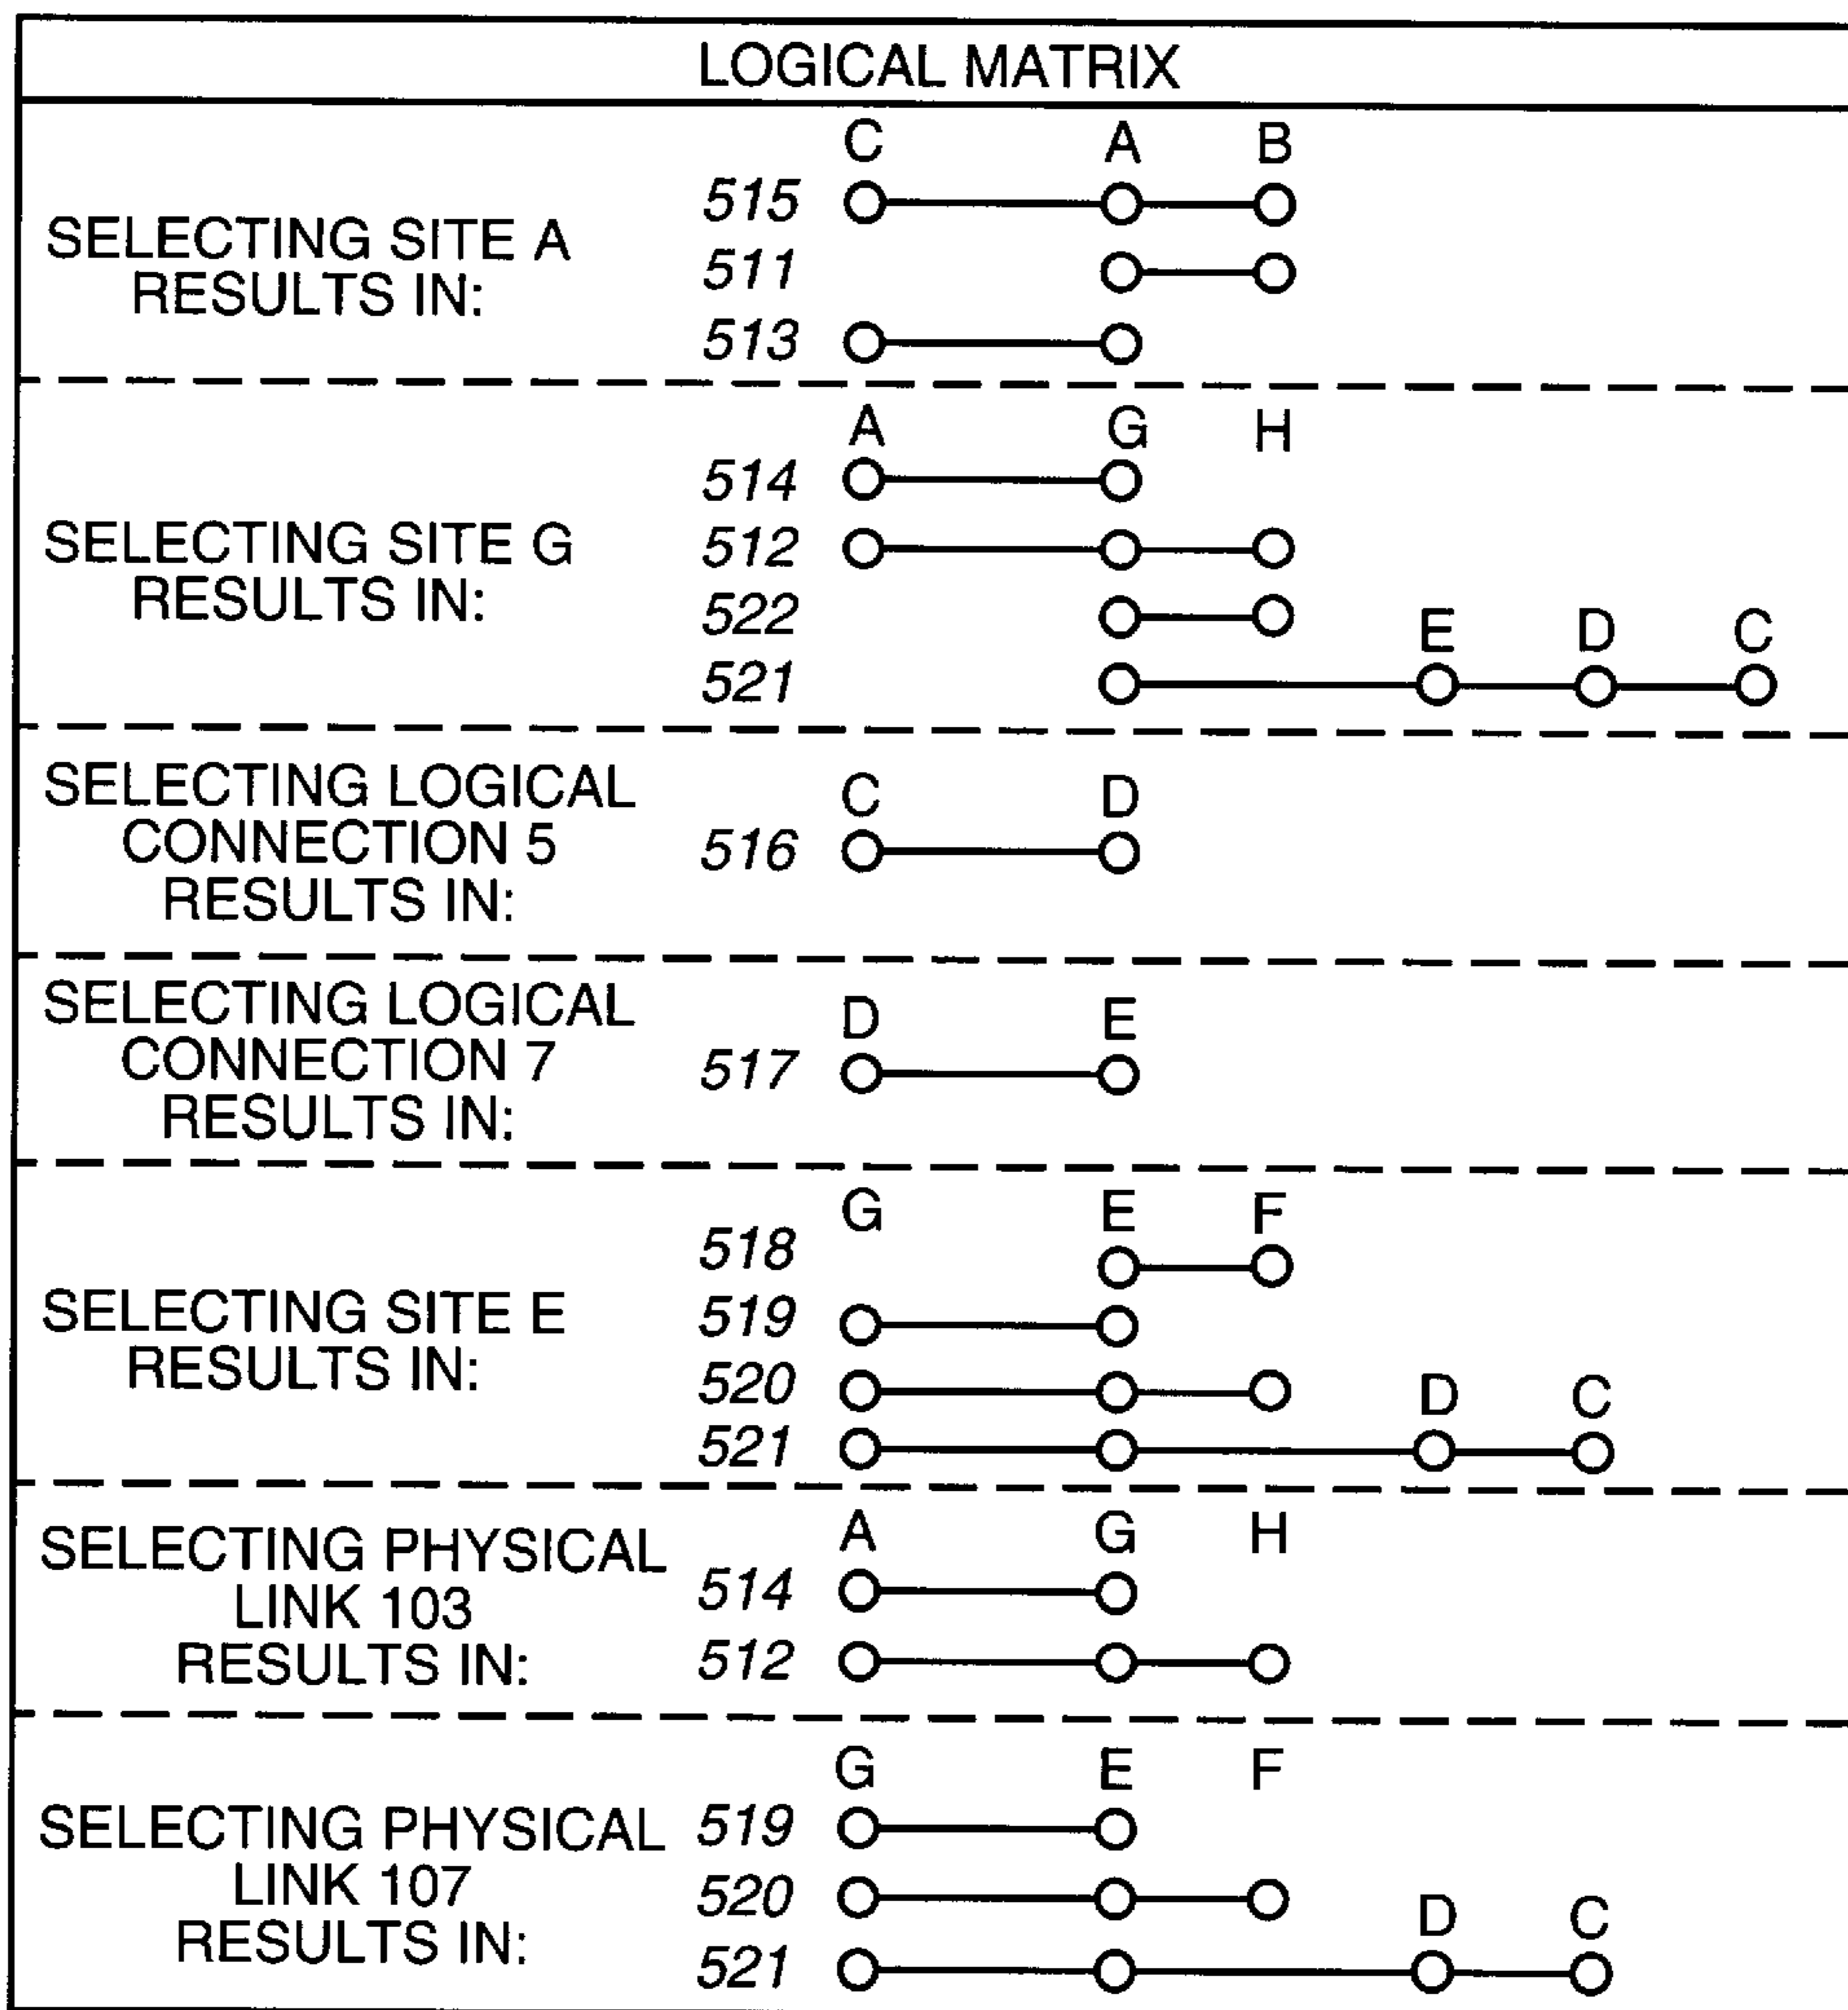 LOGICAL MATRIX
C A B
515
SELECTING SITE A
511
RESULTS IN:
513
A G H
514
SELECTING SITE G
512
RESULTS IN:
522
E D C
521
SELECTING LOGICAL
C D
CONNECTION 5
516
RESULTS IN:
SELECTING LOGICAL
D E
CONNECTION 7
517
RESULTS IN:
G E F
518
SELECTING SITE E
519
RESULTS IN:
520
D C
521
A G H
SELECTING PHYSICAL
514
LINK 103
RESULTS IN:
512
G E F
SELECTING PHYSICAL
519
LINK 107
520
RESULTS IN:
D C
521